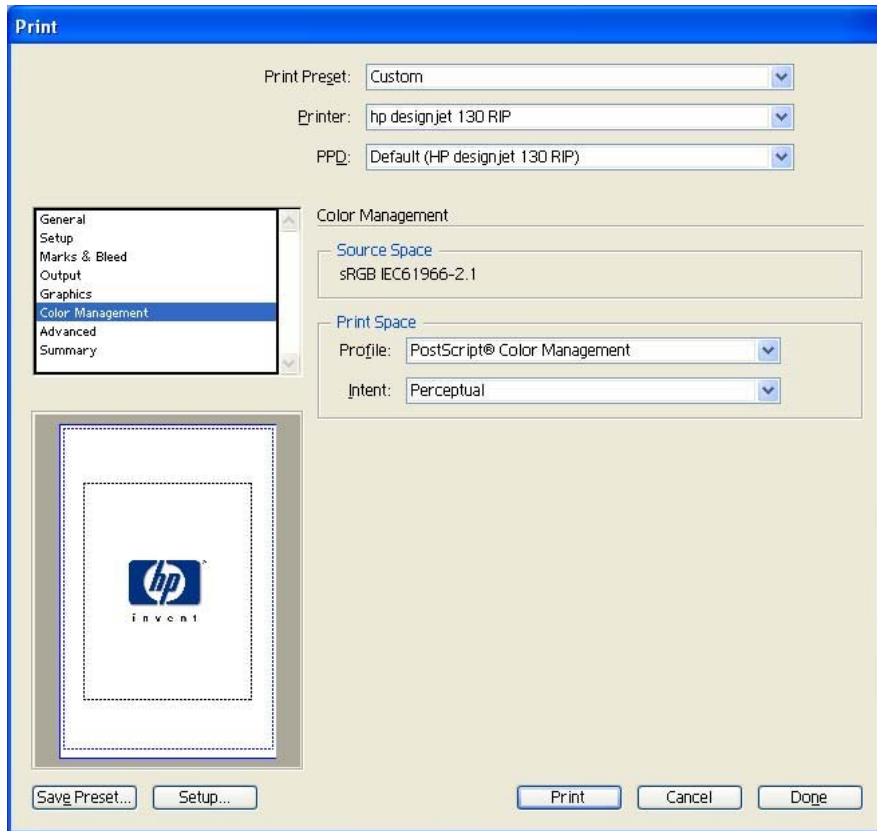 Print
Print Preset: Custom
Printer: hp designjet 130 RIP
PPD: Default (HP designjet 130 RIP)
General
Setup
Marks & Bleed
Output
Graphics
Color Management
Advanced
Summary
Color Management
Source Space
sRGB IEC61966-2.1
Print Space
Profile: PostScript® Color Management
Intent: Perceptual
hp
invent
Save Preset... Setup... Print Cancel Done